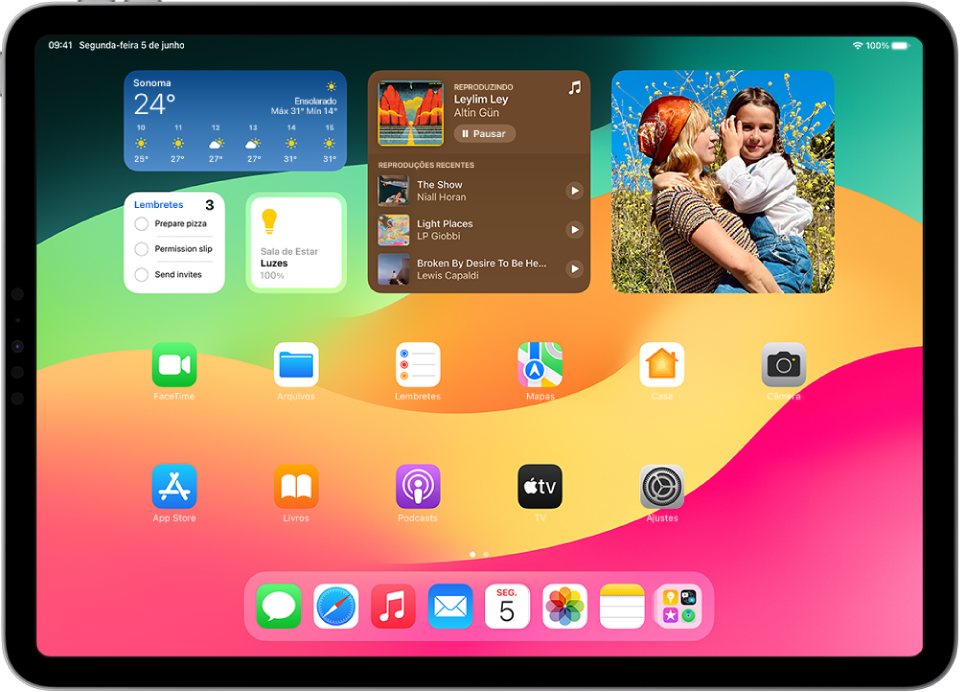 09:41 Segunda-feira 5 de junho
100%
Sonoma
24°
Ensolarado
Máx 31° Mín 14°
10 11 12 13 14 15
25° 27° 27° 27° 31° 31°
REPRODUZINDO
Leylim Ley
Altin Gün
Pausar
REPRODUÇÕES RECENTES
The Show
Niall Horan
Light Places
LP Giobbi
Broken By Desire To Be He...
Lewis Capaldi
Lembretes 3
Prepare pizza
Permission slip
Send invites
Sala de Estar
Luzes
100%
FaceTime Arquivos Lembretes Mapas Casa Câmera
tv
App Store Livros Podcasts TV Ajustes
SEG.
5